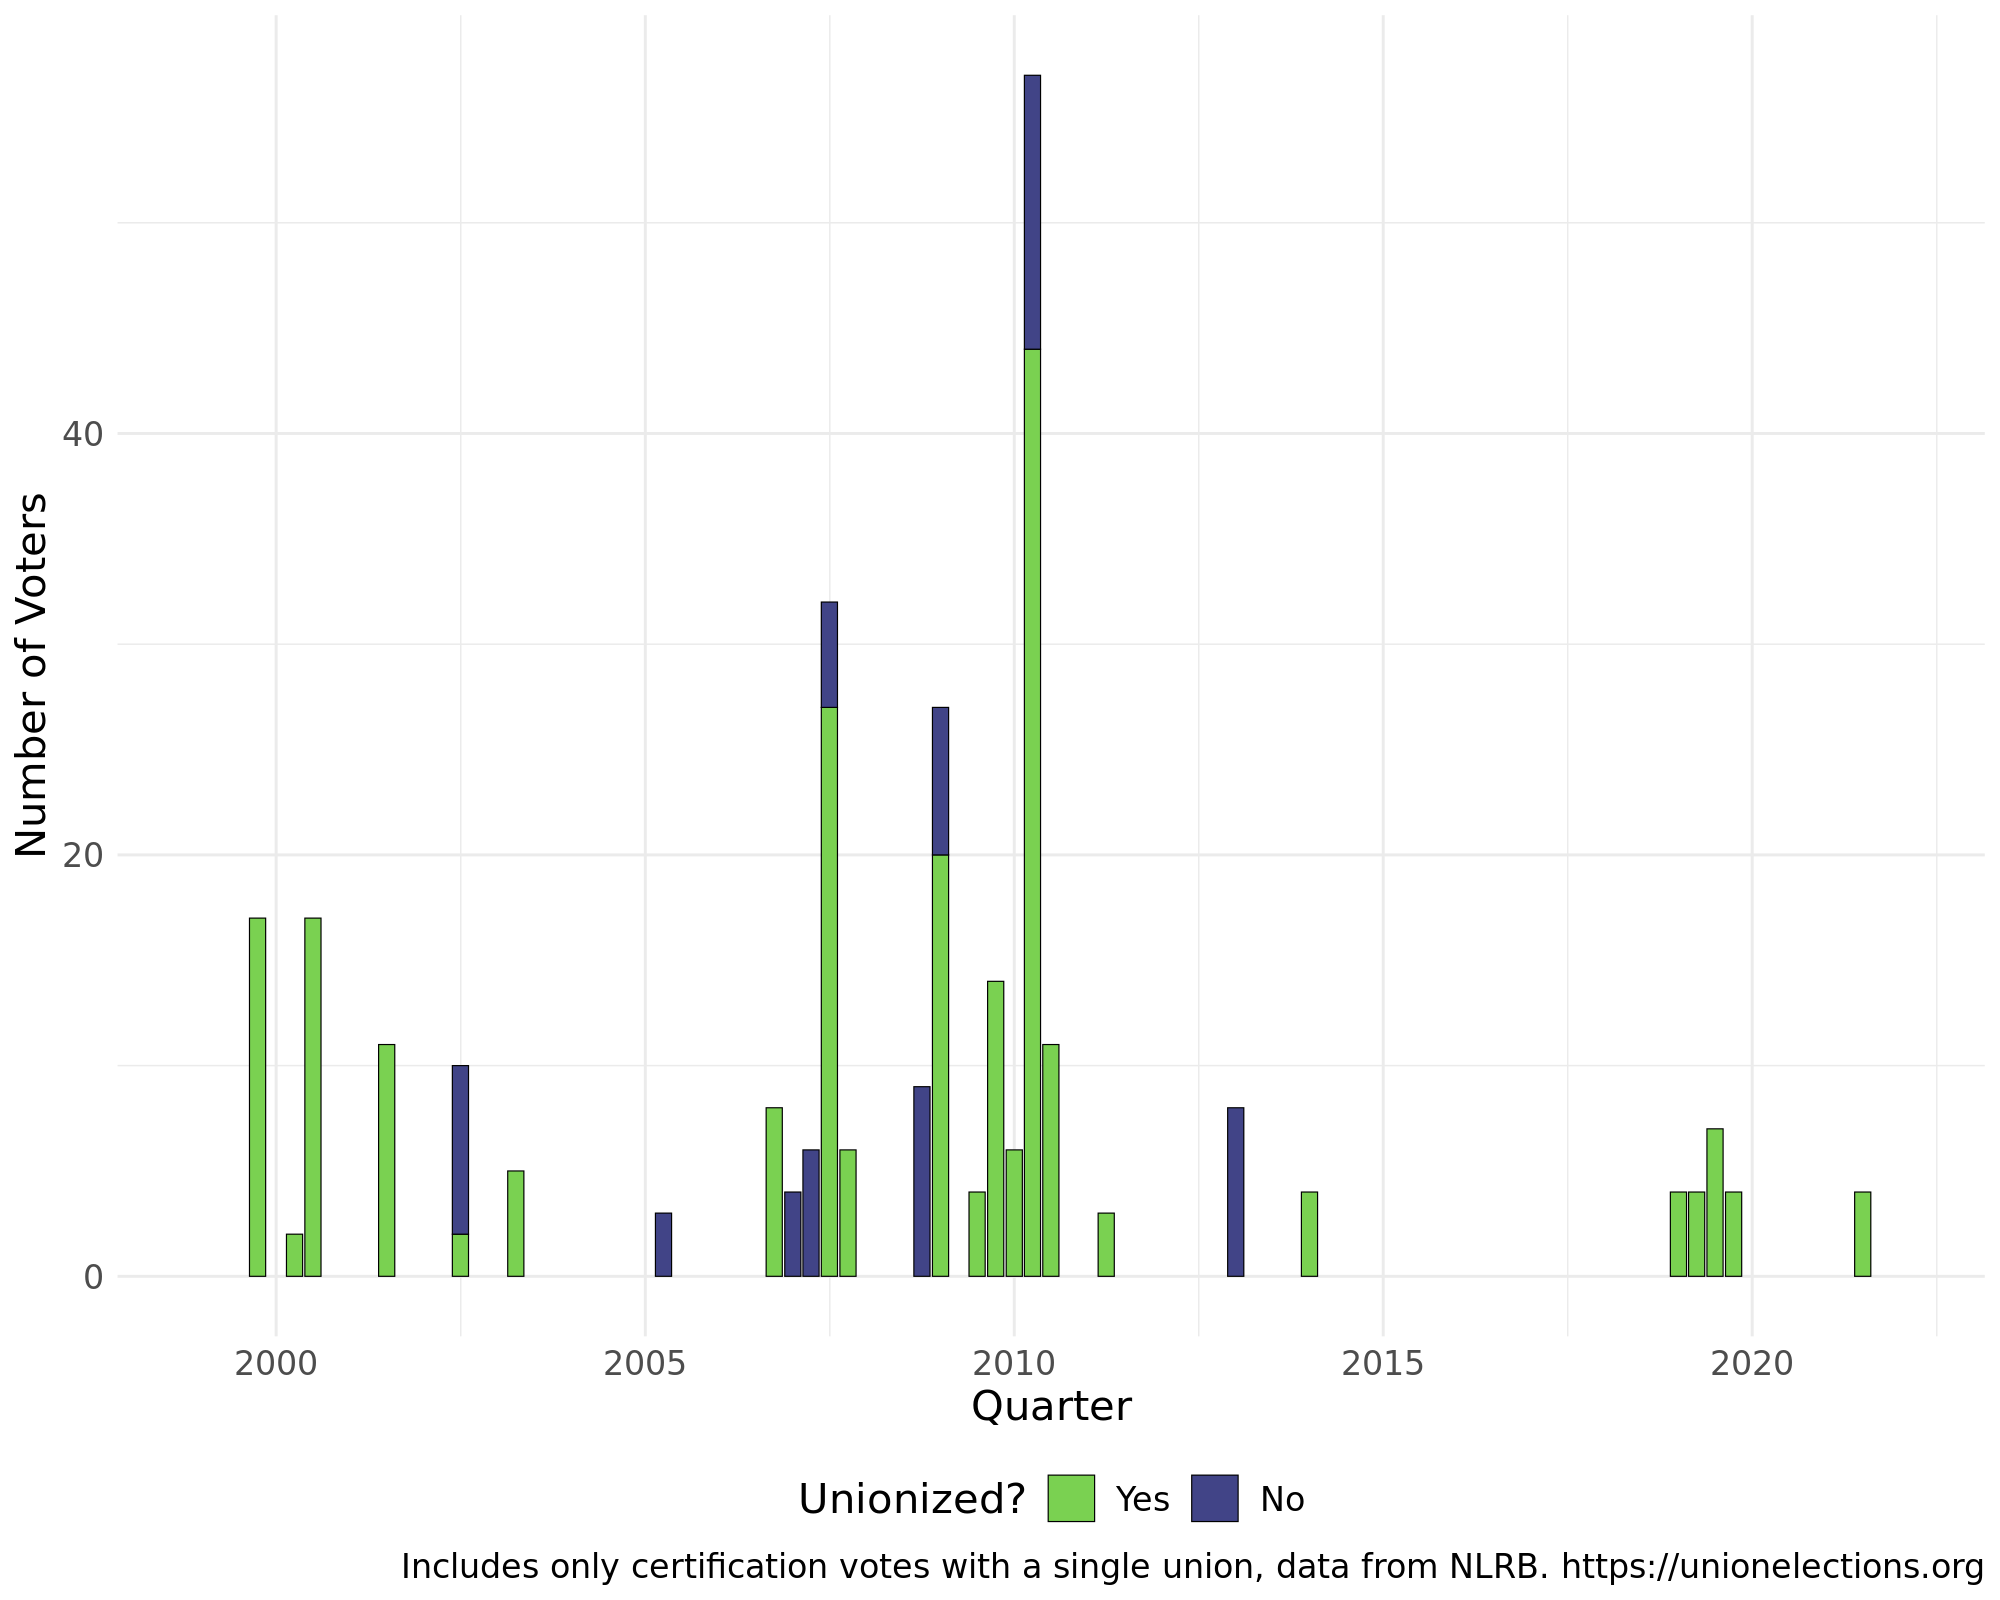 Number of Voters
40
20
0
2000 2005 2010 2015 2020
Quarter
Unionized? Yes No
Includes only certification votes with a single union, data from NLRB. https://unionelections.org